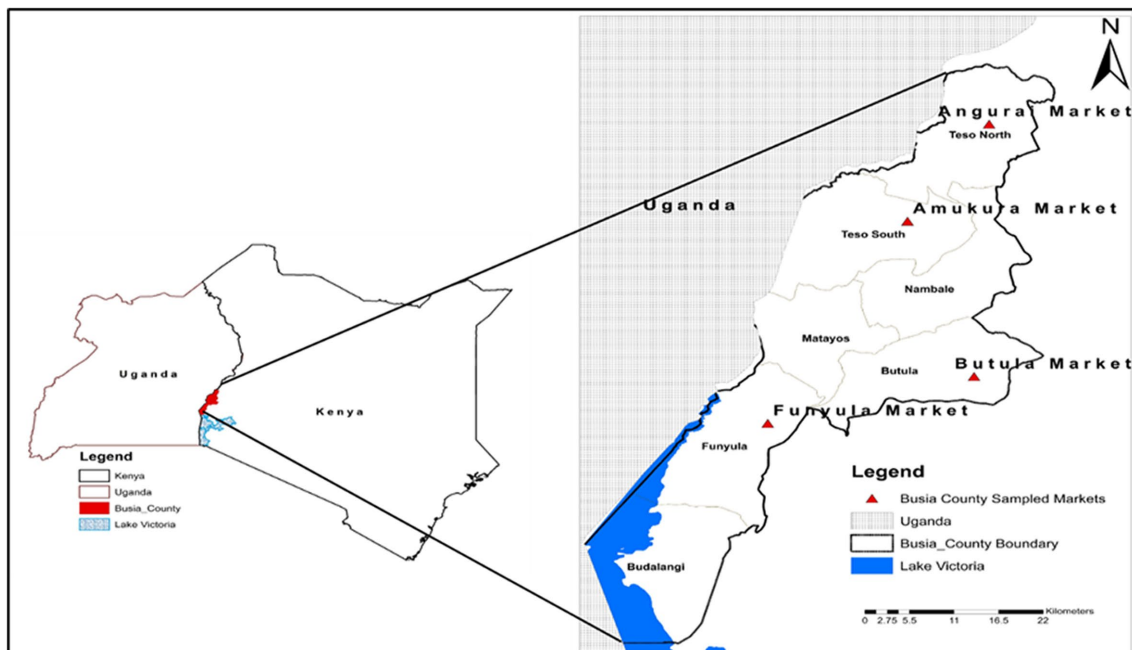 N
Angurai Market
Teso North
Uganda
Amukura Market
Teso South
Nambale
Matayos
Butula Market
Butula
Funyula Market
Funyula
Budalangi
Uganda
Kenya
Legend
Kenya
Uganda
Busia_County
Lake Victoria
Legend
Busia County Sampled Markets
Uganda
Busia_County Boundary
Lake Victoria
Kilometers
0 2.75 5.5 11 16.5 22